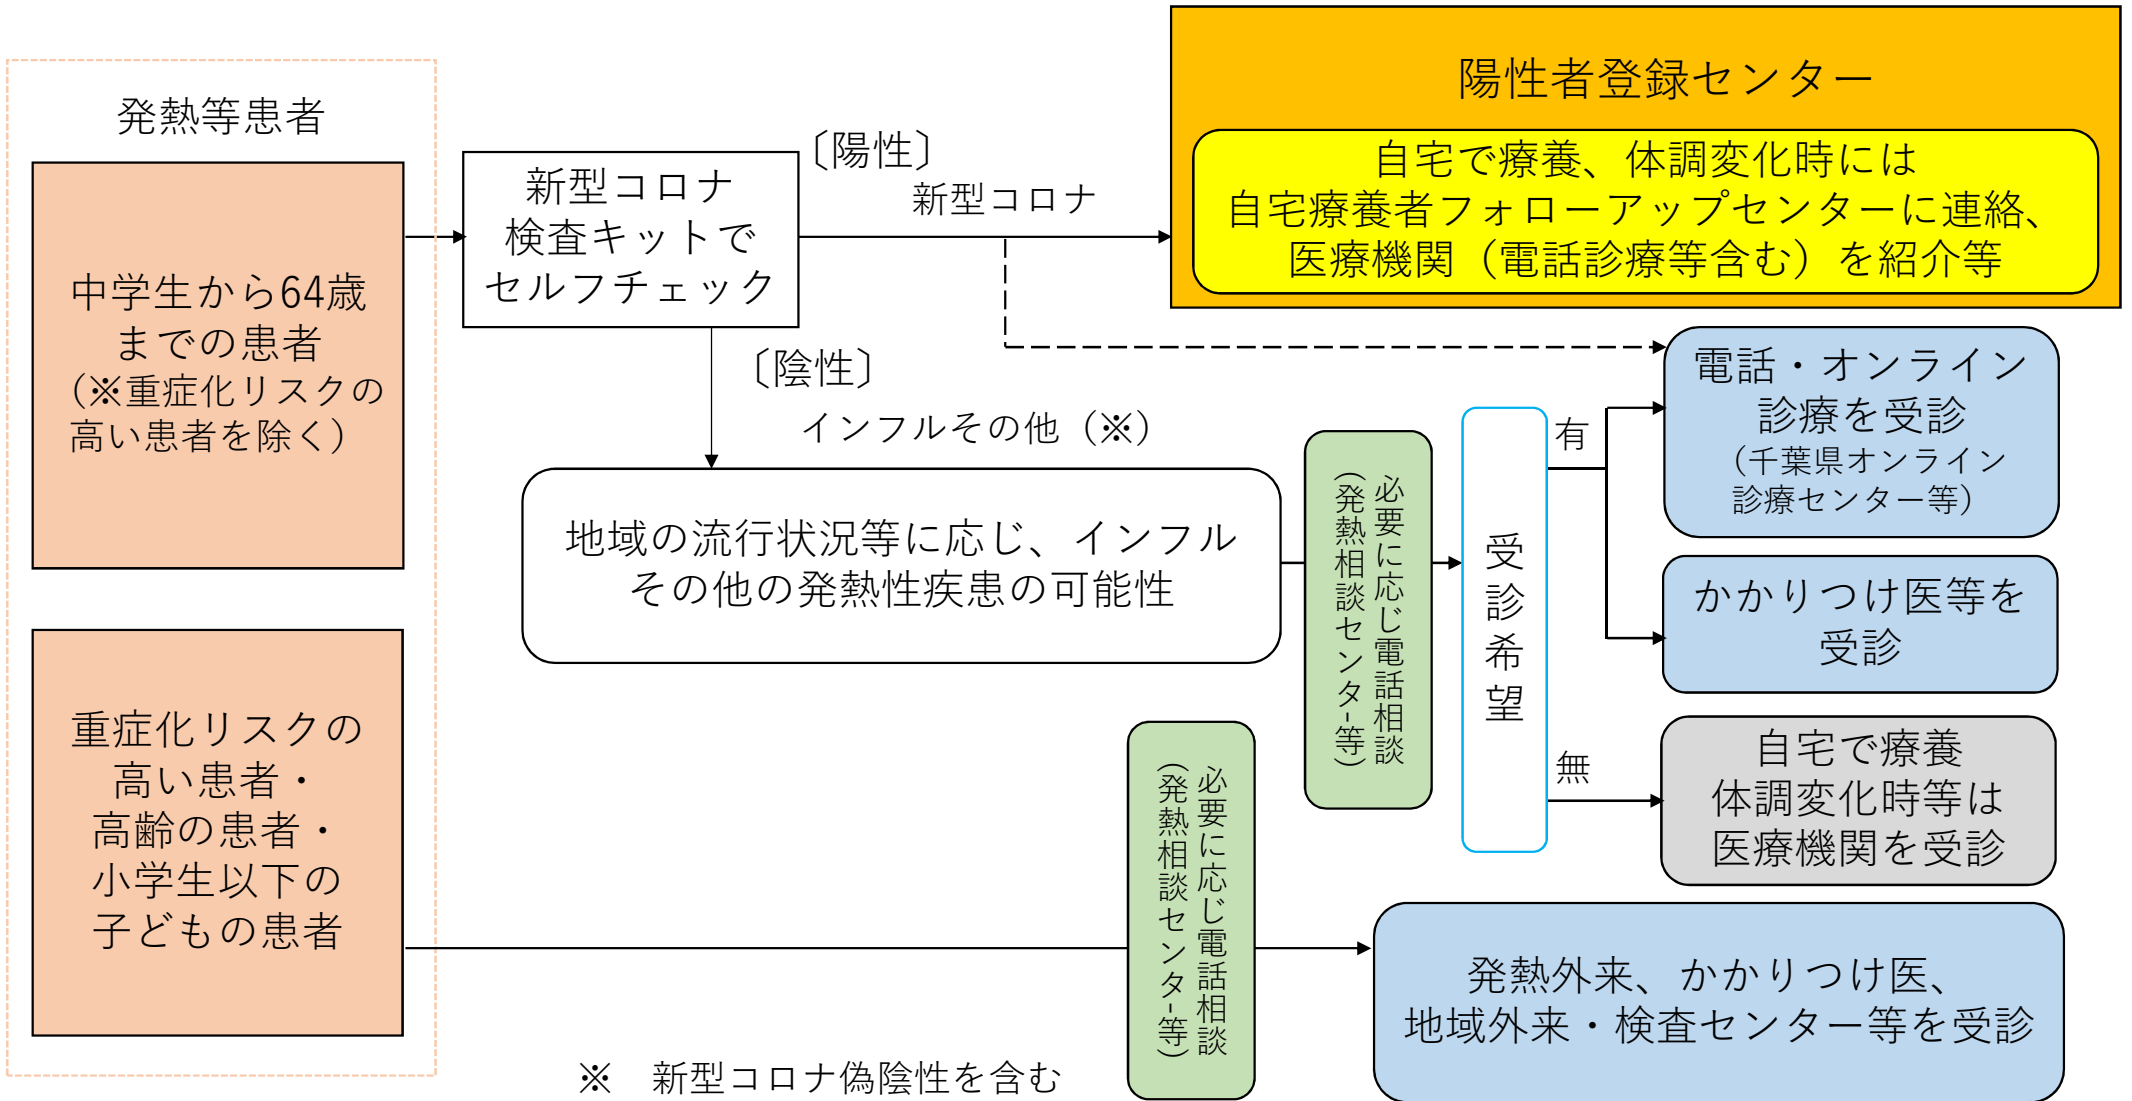 発熱等患者
中学生から64歳
までの患者
（※重症化リスクの
高い患者を除く）
重症化リスクの
高い患者・
高齢の患者・
小学生以下の
子どもの患者
新型コロナ
検査キットで
セルフチェック
〔陽性〕
新型コロナ
陽性者登録センター
自宅で療養、体調変化時には
自宅療養者フォローアップセンターに連絡、
医療機関（電話診療等含む）を紹介等
〔陰性〕
インフルその他（※）
地域の流行状況等に応じ、インフル
その他の発熱性疾患の可能性
必要に応じ電話相談
（発熱相談センタ-等）
受診希望
有
電話・オンライン
診療を受診
（千葉県オンライン
診療センター等）
かかりつけ医等を
受診
無
自宅で療養
体調変化時等は
医療機関を受診
必要に応じ電話相談
（発熱相談センタ-等）
発熱外来、かかりつけ医、
地域外来・検査センター等を受診
※　新型コロナ偽陰性を含む